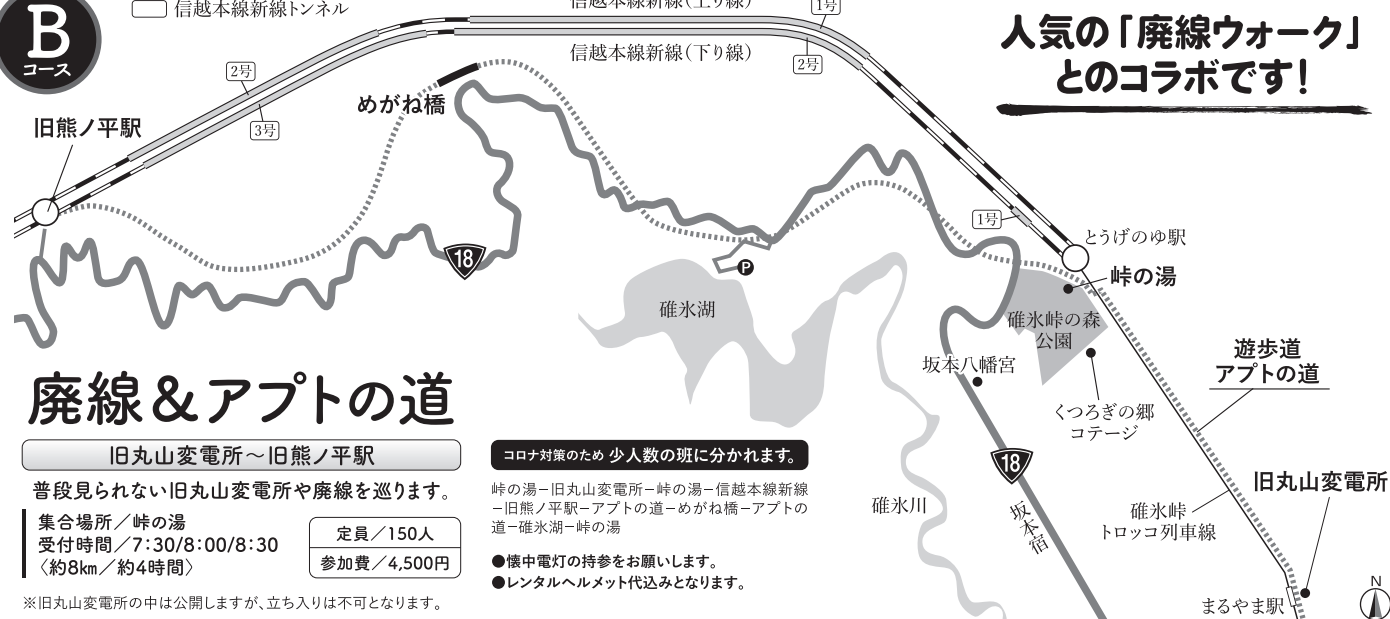 B
コース
信越本線新線トンネル
信越本線新線(上り線)
1号
人気の「廃線ウォーク」
とのコラボです!
信越本線新線(下り線)
2号
2号
3号
めがね橋
旧熊ノ平駅
18
1号
とうげのゆ駅
峠の湯
P
碓氷湖
碓氷峠の森
公園
坂本八幡宮
遊歩道
アプトの道
くつろぎの郷
コテージ
18
坂本宿
碓氷川
碓氷峠
トロッコ列車線
旧丸山変電所
まるやま駅
N
廃線&アプトの道
旧丸山変電所~旧熊ノ平駅
普段見られない旧丸山変電所や廃線を巡ります。
集合場所/峠の湯
受付時間/7:30/8:00/8:30
〈約8km/約4時間〉
定員/150人
参加費/4,500円
※旧丸山変電所の中は公開しますが、立ち入りは不可となります。
コロナ対策のため 少人数の班に分かれます。
峠の湯−旧丸山変電所−峠の湯−信越本線新線
−旧熊ノ平駅−アプトの道−めがね橋−アプトの
道−碓氷湖−峠の湯
●懐中電灯の持参をお願いします。
●レンタルヘルメット代込みとなります。